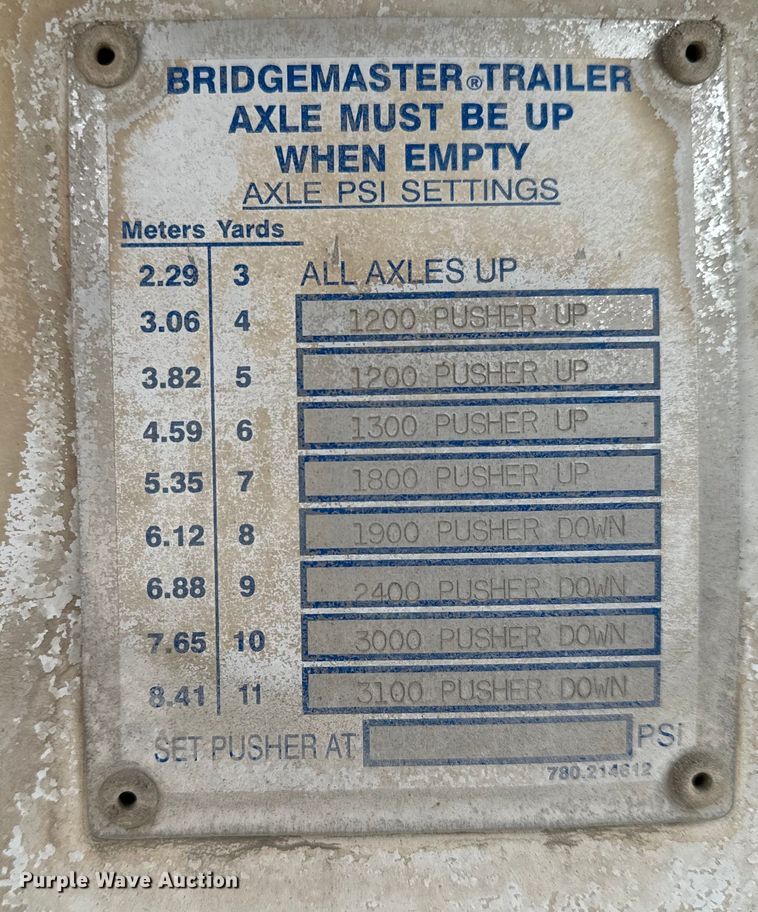 BRIDGEMASTER® TRAILER
AXLE MUST BE UP
WHEN EMPTY
AXLE PSI SETTINGS
Meters Yards
2.29 3 ALL AXLES UP
3.06 4 1200 PUSHER UP
3.82 5 1200 PUSHER UP
4.59 6 1300 PUSHER UP
5.35 7 1800 PUSHER UP
6.12 8 1900 PUSHER DOWN
6.88 9 2400 PUSHER DOWN
7.65 10 3000 PUSHER DOWN
8.41 11 3100 PUSHER DOWN
SET PUSHER AT PSI
780.214612
Purple Wave Auction